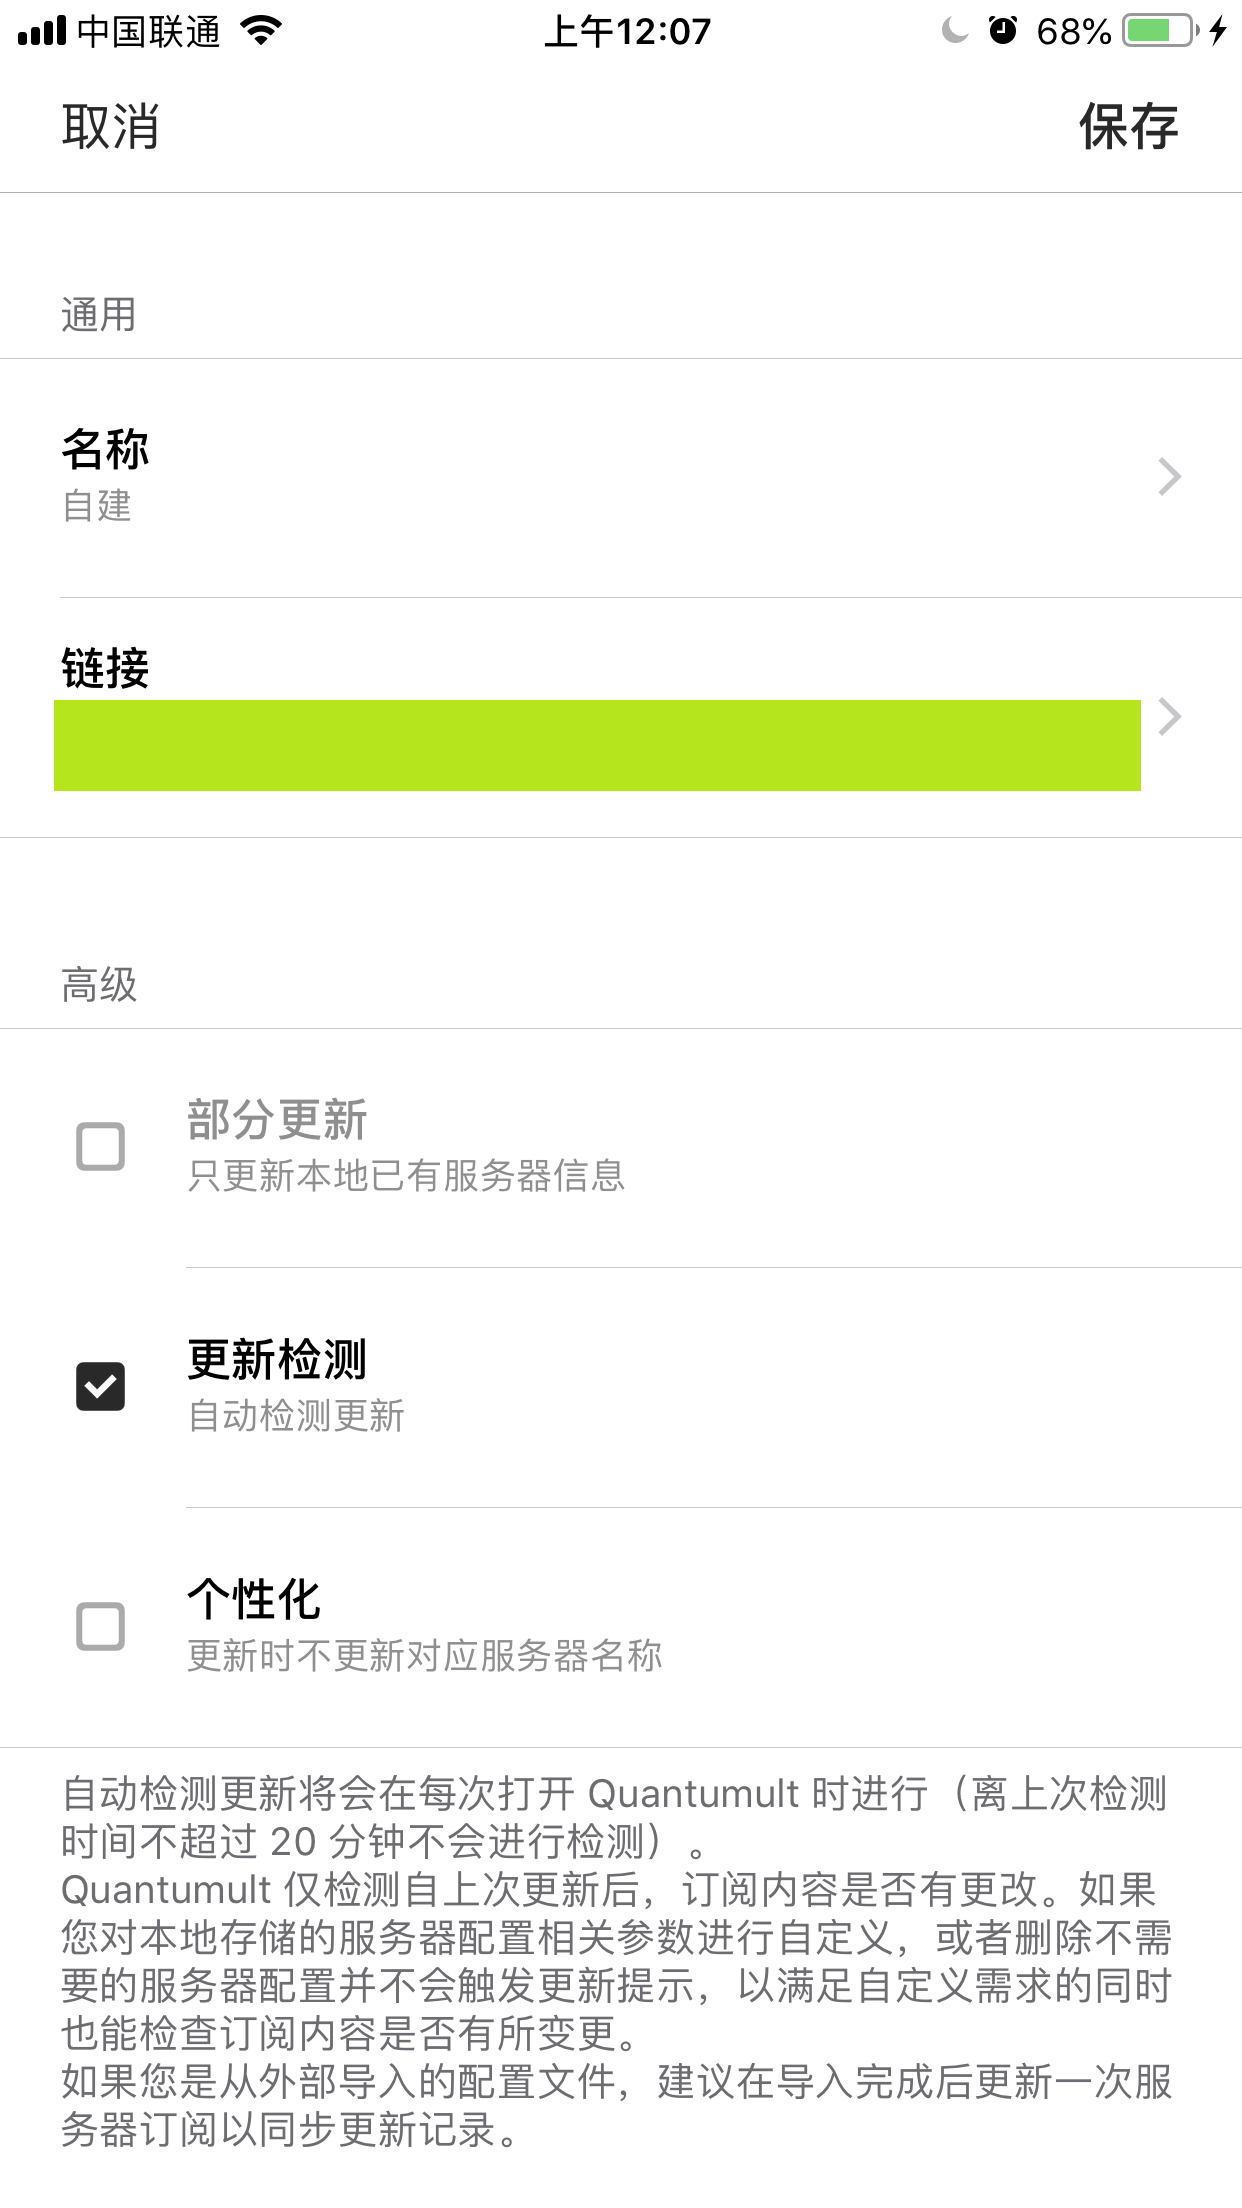 中国联通 上午12:07 68%
取消 保存
通用
名称
自建
链接
高级
部分更新
只更新本地已有服务器信息
更新检测
自动检测更新
个性化
更新时不更新对应服务器名称
自动检测更新将会在每次打开 Quantumult 时进行（离上次检测
时间不超过 20 分钟不会进行检测）。
Quantumult 仅检测自上次更新后，订阅内容是否有更改。如果
您对本地存储的服务器配置相关参数进行自定义，或者删除不需
要的服务器配置并不会触发更新提示，以满足自定义需求的同时
也能检查订阅内容是否有所变更。
如果您是从外部导入的配置文件，建议在导入完成后更新一次服
务器订阅以同步更新记录。